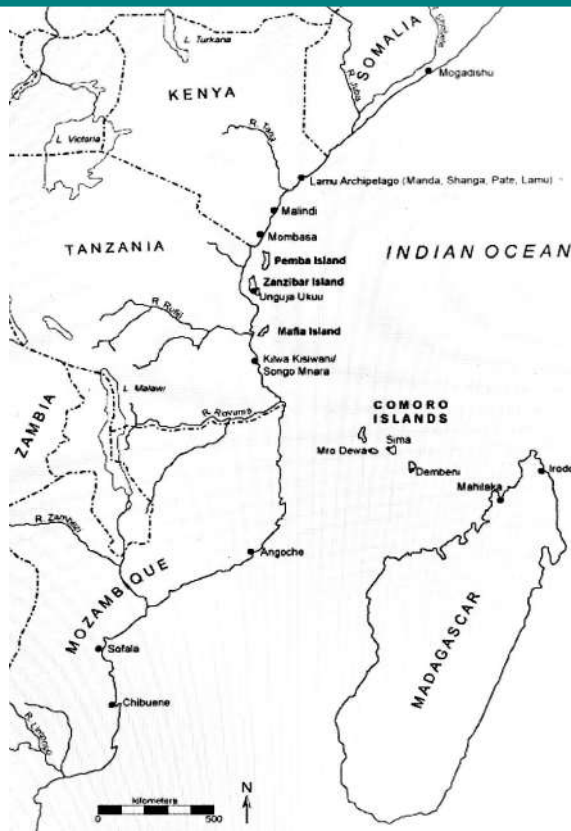 L. Turkana
SOMALIA
R. Juba
Mogadishu
KENYA
L. Victoria
R. Tana
Lamu Archipelago (Manda, Shanga, Pate, Lamu)
Malindi
Mombasa
TANZANIA
INDIAN OCEAN
Pemba Island
Zanzibar Island
Unguja Ukuu
R. Rufiji
Mafia Island
Kilwa Kisiwani/
Songo Mnara
L. Malawi
R. Rovuma
COMORO
ISLANDS
ZAMBIA
Sima
Mro Dewa
Dembeni
Mahilaka
Irodo
R. Zambezi
Angoche
MOZAMBIQUE
MADAGASCAR
Sofala
Chibuene
R. Limpopo
N
kilometers
0
500